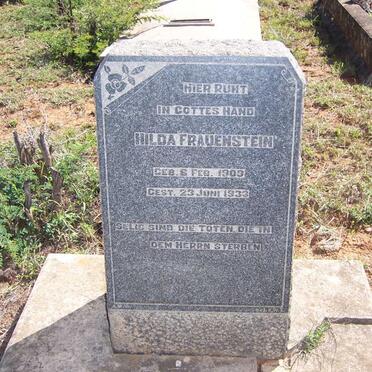 HIER RUHT
IN GOTTES HAND
HILDA FRAUENSTEIN
GEB. 6 FEB. 1909
GEST. 23 JUNI 1933
SELIG SIND DIE TOTEN, DIE IN
DEM HERRN STERBEN